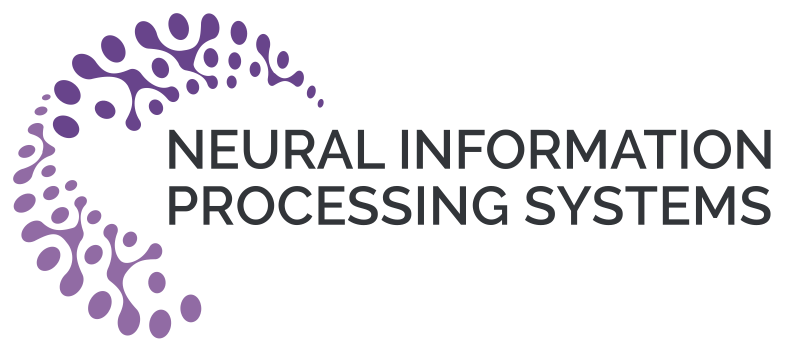 NEURAL INFORMATION
PROCESSING SYSTEMS